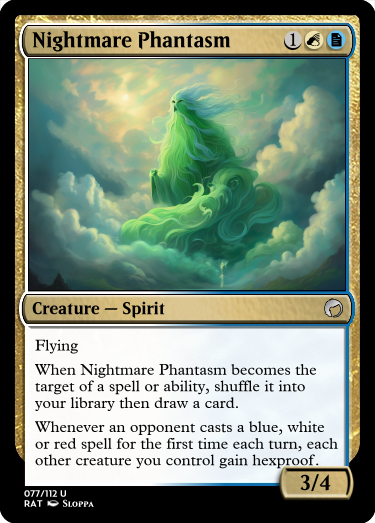 Nightmare Phantasm 1
Creature — Spirit
Flying
When Nightmare Phantasm becomes the
target of a spell or ability, shuffle it into
your library then draw a card.
Whenever an opponent casts a blue, white
or red spell for the first time each turn, each
other creature you control gain hexproof.
3/4
077/112 U
RAT Sloppa